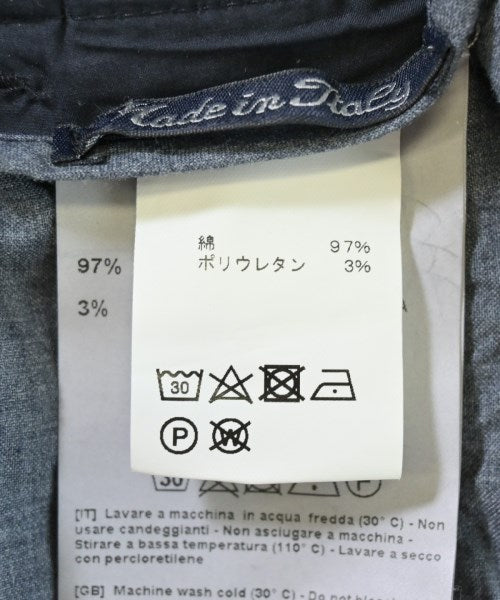 Made in Italy
綿 97%
ポリウレタン 3%
97%
3%
30
P W
30
[IT] Lavare a macchina in acqua fredda (30° C) - Non
usare candeggianti - Non asciugare a macchina -
Stirare a bassa temperatura (110° C) - Lavare a secco
con percloretilene
[GB] Machine wash cold (30° C) - Do not